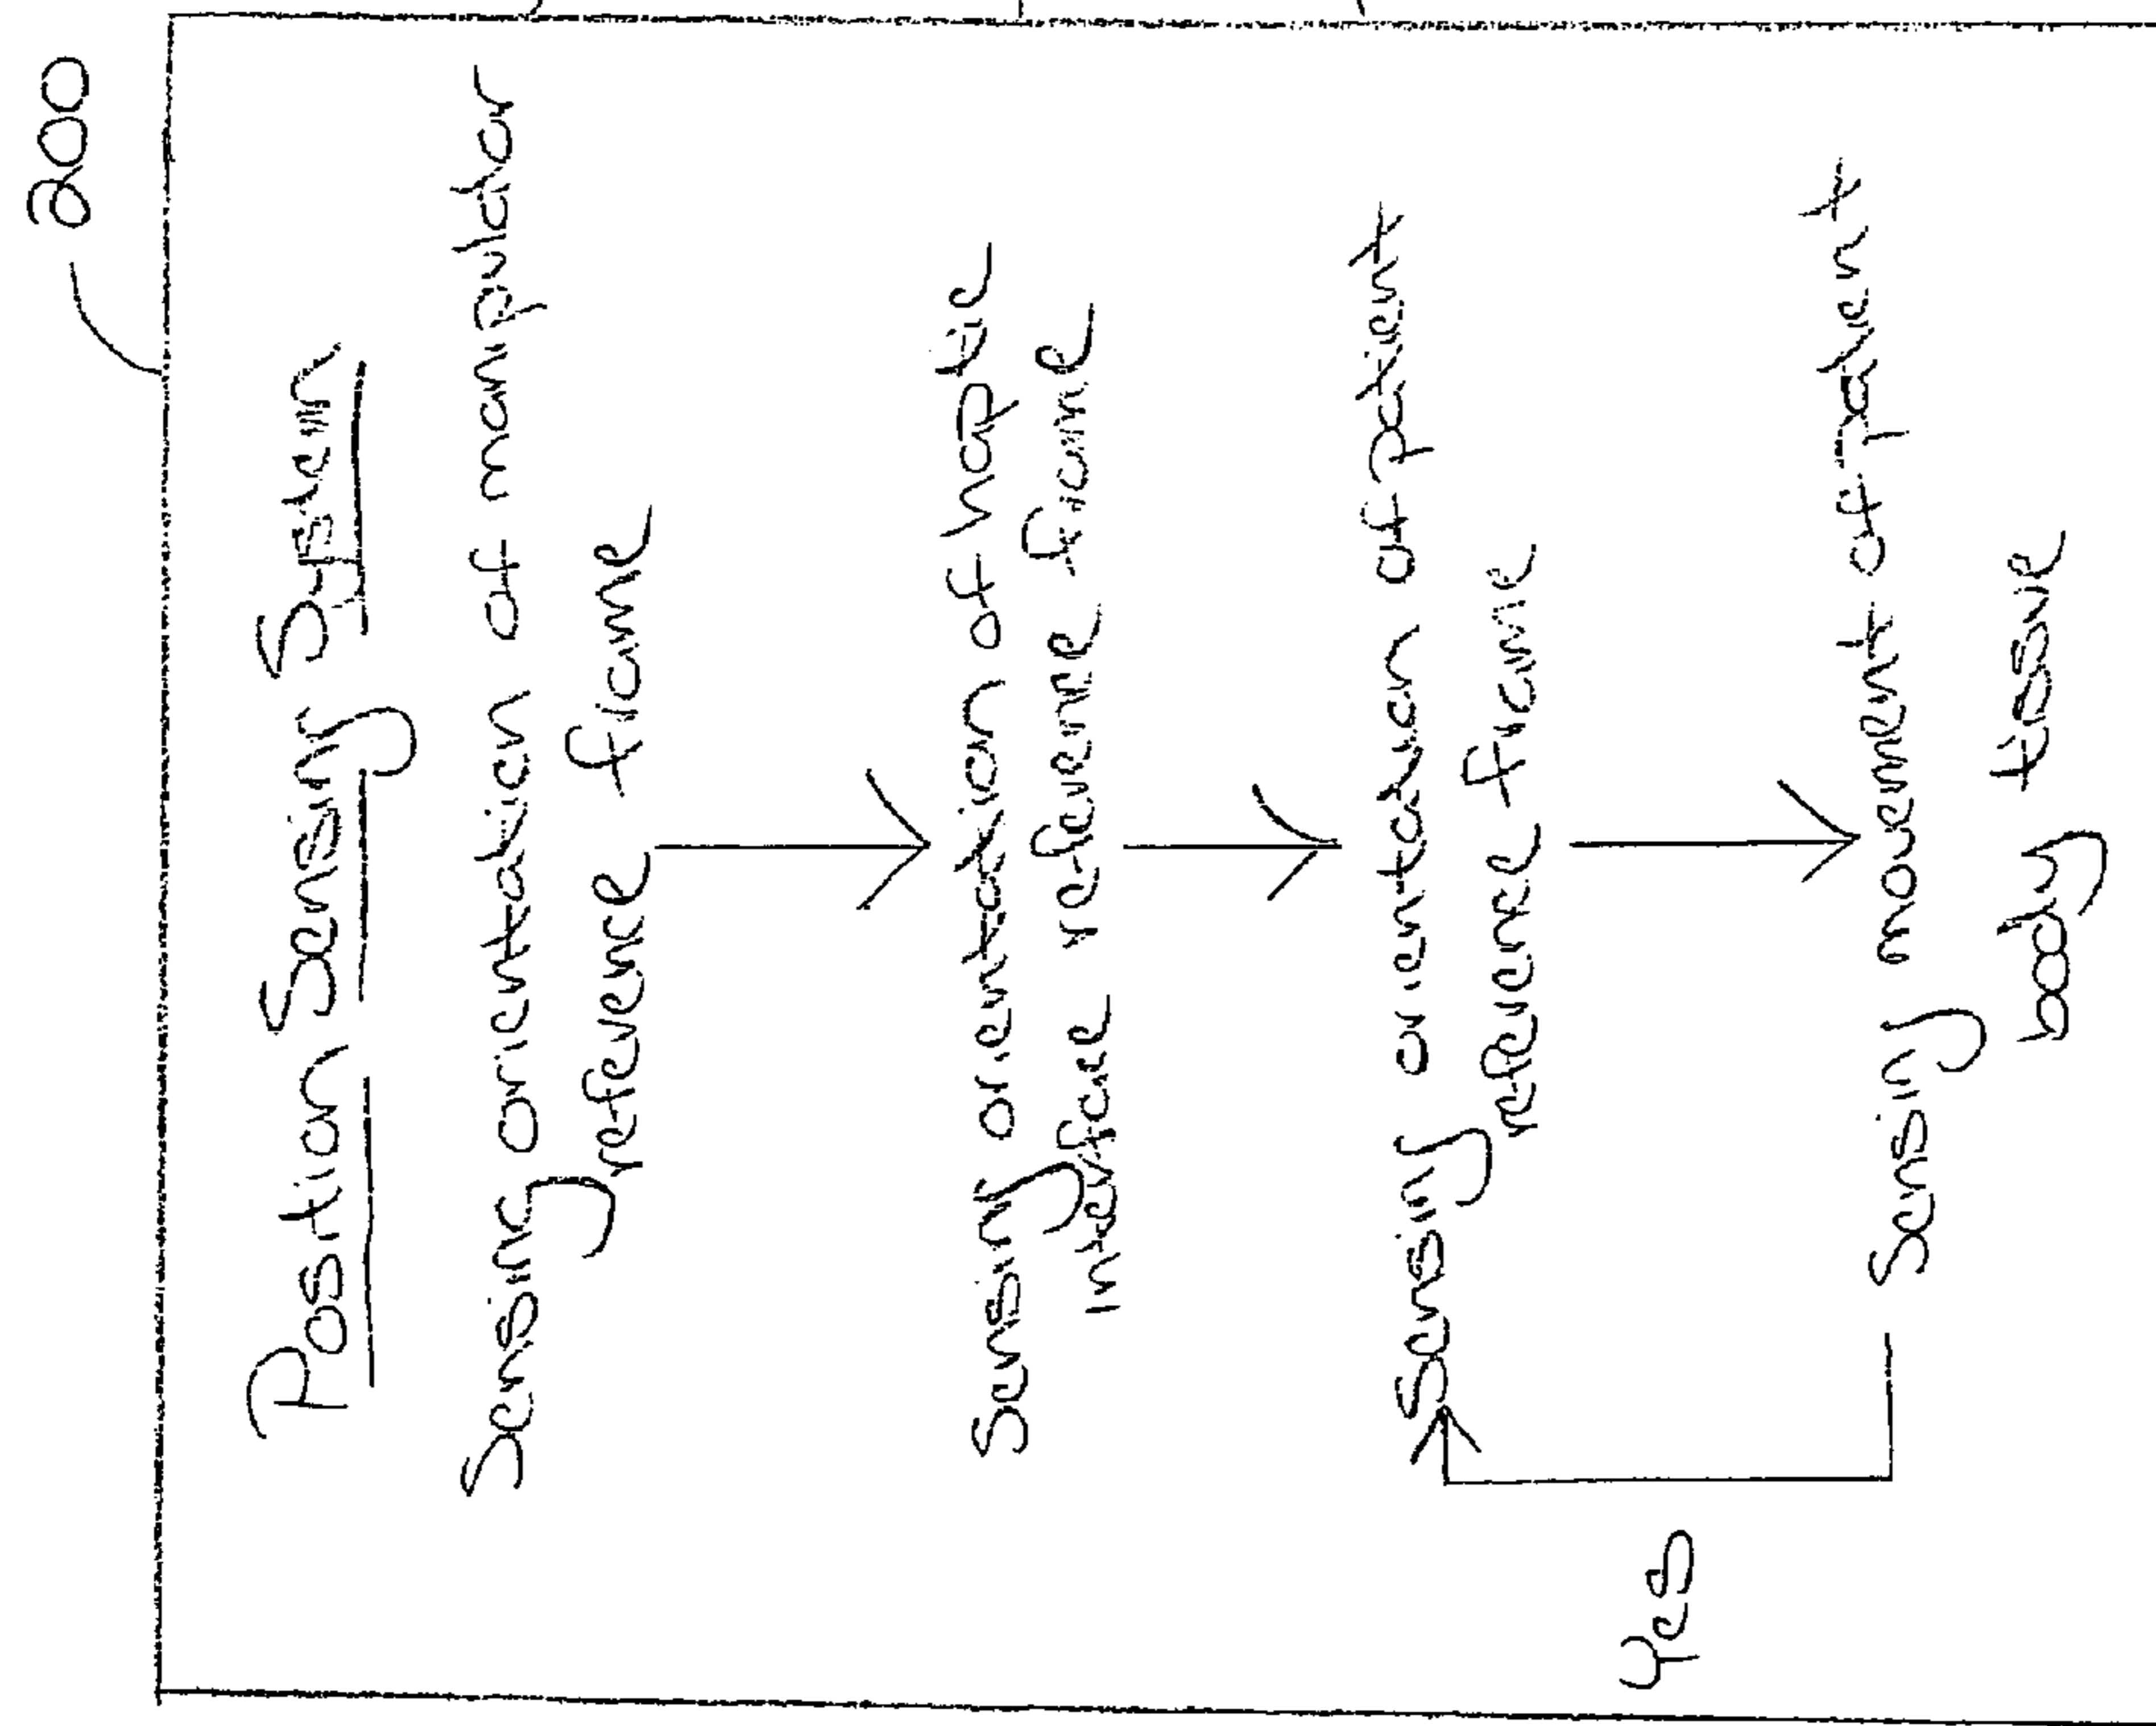 200
Position Sensing System
Sensing orientation of manipulator
reference frame
Sensing orientation of haptic
interface reference frame
Sensing orientation of patient
reference frame
Yes
Sensing movement of patient
body tissue